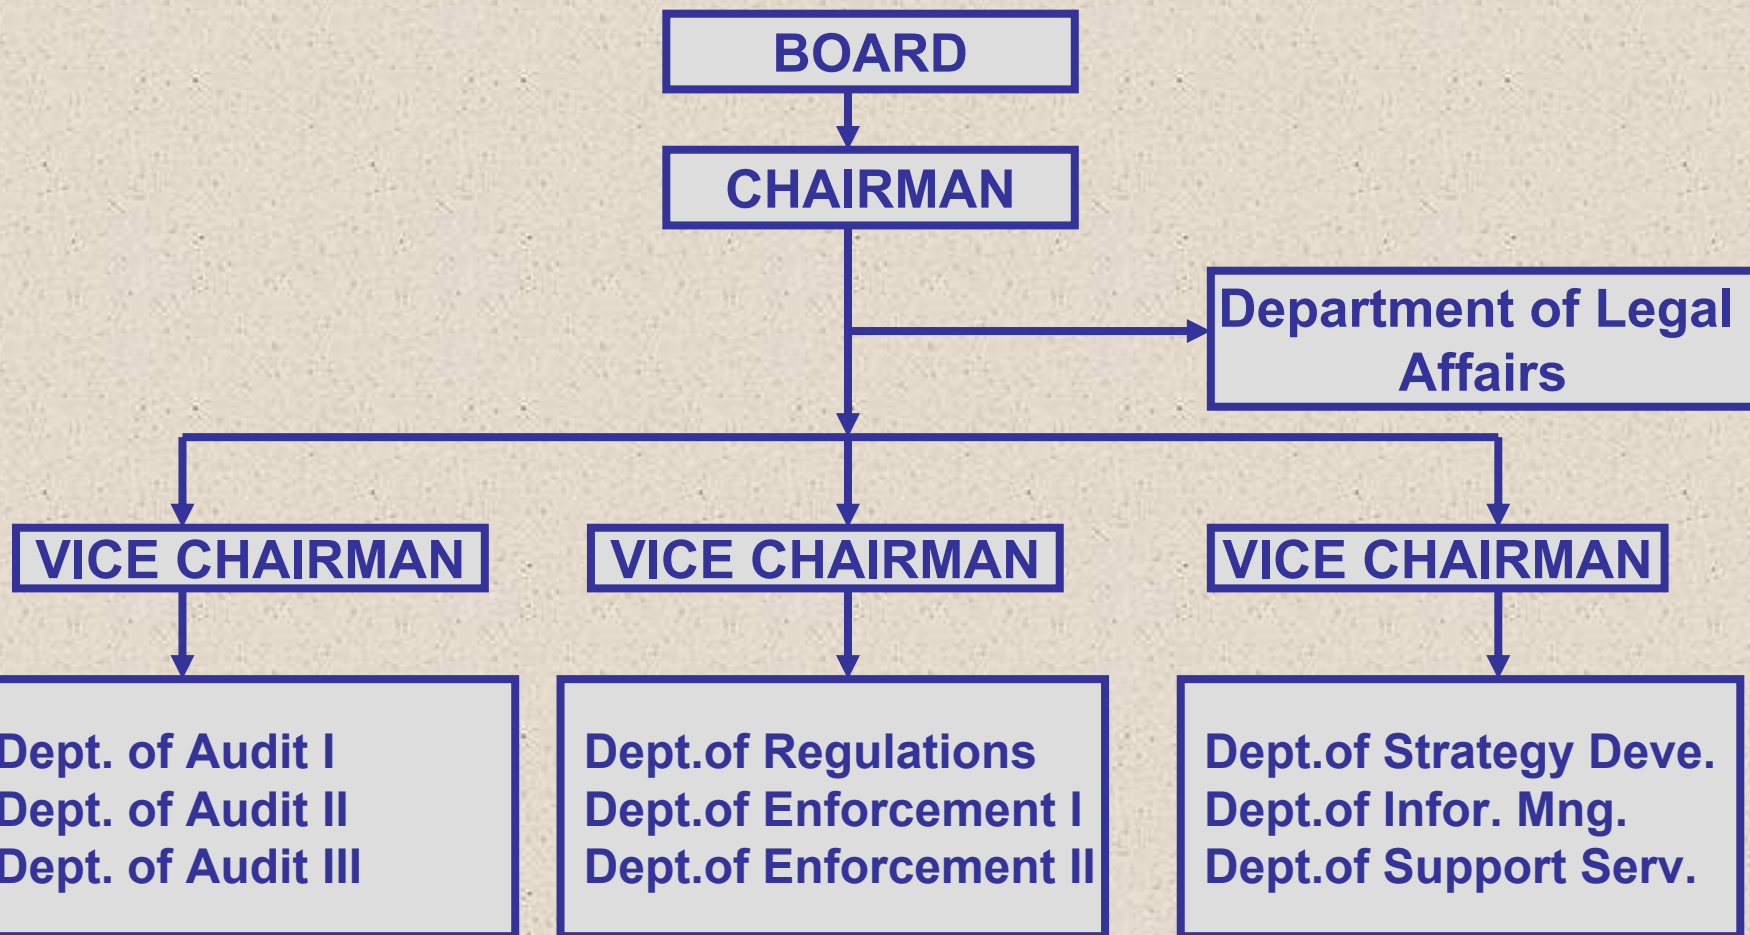 BOARD
CHAIRMAN
Department of Legal
Affairs
VICE CHAIRMAN
VICE CHAIRMAN
VICE CHAIRMAN
Dept. of Audit I
Dept. of Audit II
Dept. of Audit III
Dept.of Regulations
Dept.of Enforcement I
Dept.of Enforcement II
Dept.of Strategy Deve.
Dept.of Infor. Mng.
Dept.of Support Serv.